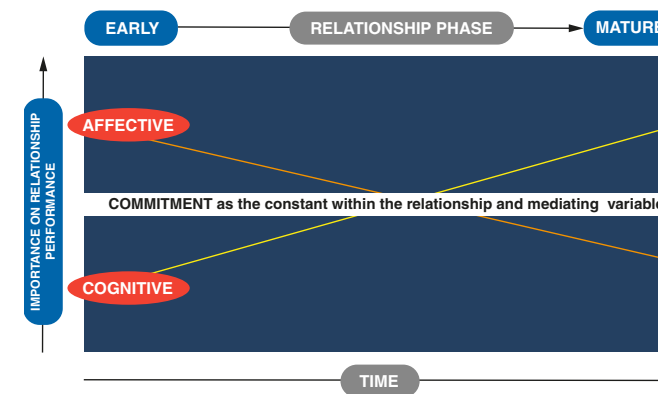 EARLY
RELATIONSHIP PHASE
MATURE
IMPORTANCE ON RELATIONSHIP
PERFORMANCE
AFFECTIVE
COMMITMENT as the constant within the relationship and mediating variable
COGNITIVE
TIME